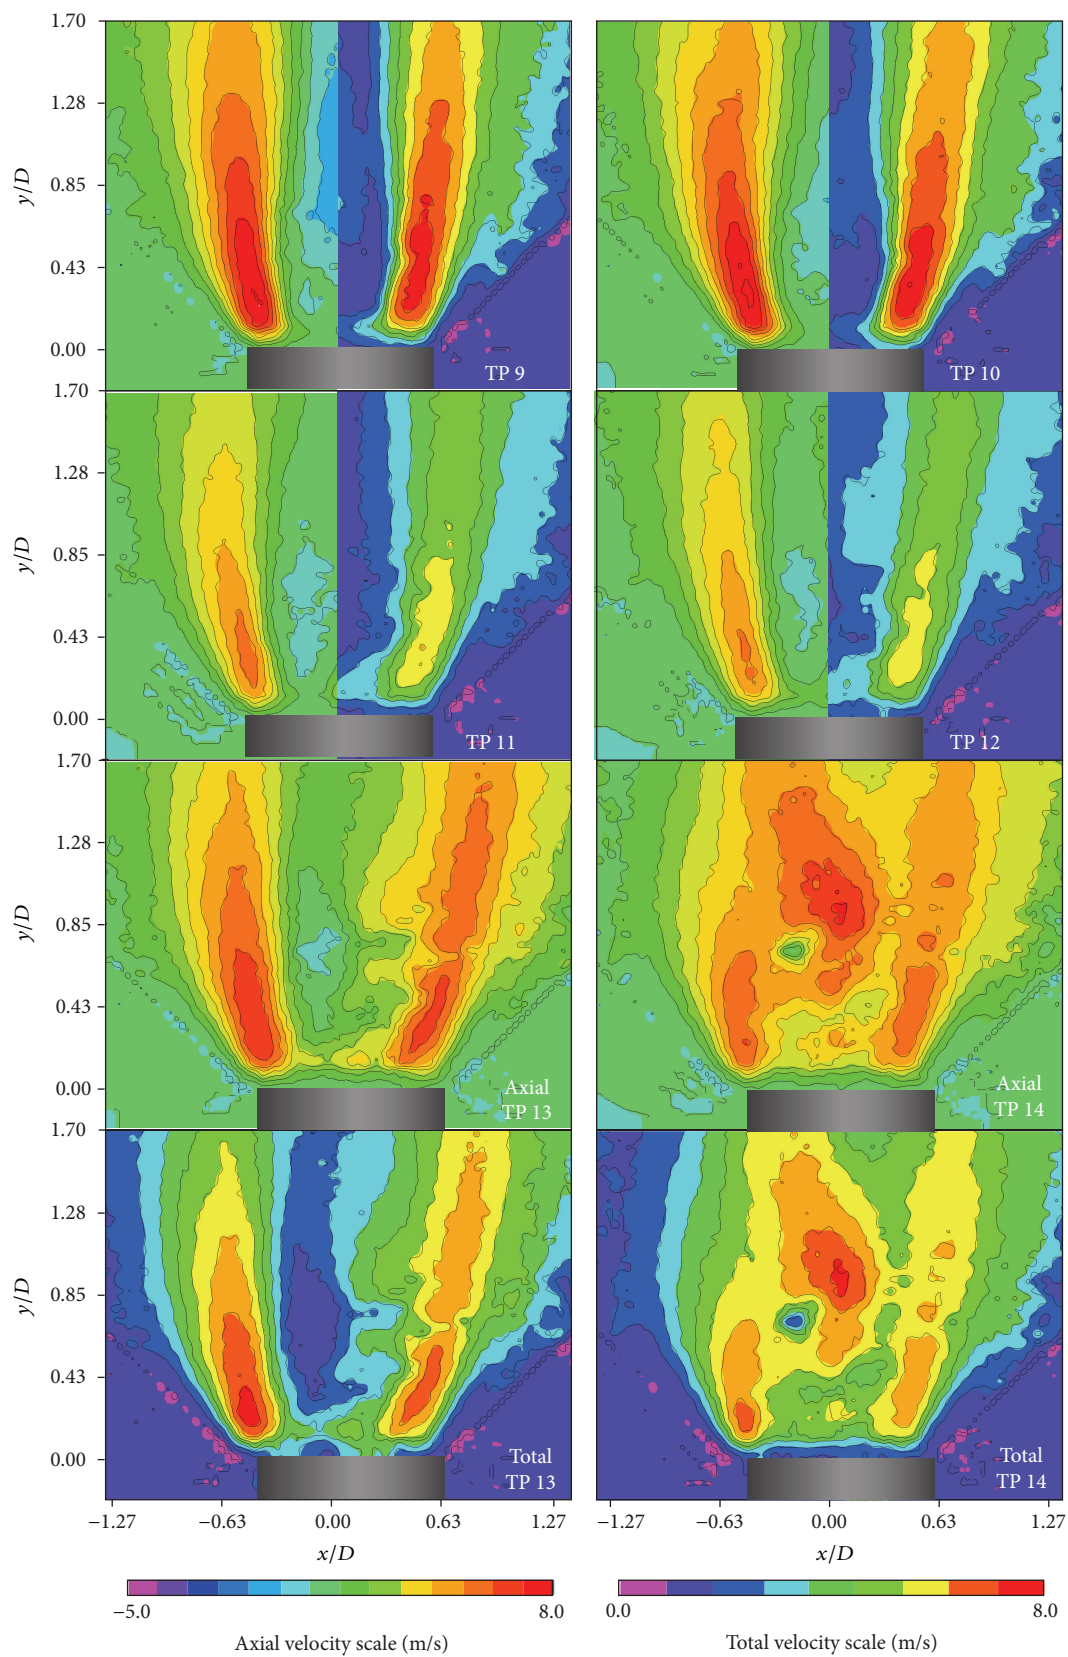 1.70
1.28
0.85
0.43
0.00
y/D
TP 9
TP 10
1.70
1.28
0.85
0.43
0.00
y/D
TP 11
TP 12
1.70
1.28
0.85
0.43
0.00
y/D
Axial
TP 13
Axial
TP 14
1.70
1.28
0.85
0.43
0.00
y/D
Total
TP 13
Total
TP 14
−1.27 −0.63 0.00 0.63 1.27
−1.27 −0.63 0.00 0.63 1.27
x/D
x/D
−5.0 8.0
0.0 8.0
Axial velocity scale (m/s)
Total velocity scale (m/s)